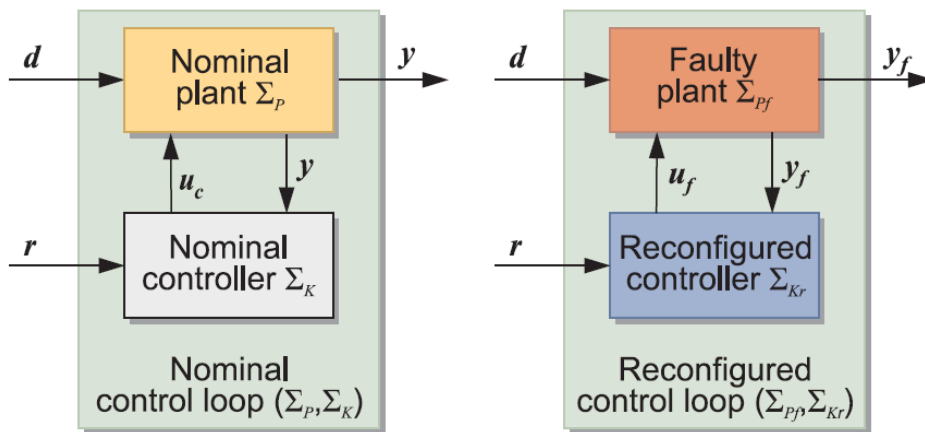 d
Nominal
plant Σ_P
y
u_c
y
r
Nominal
controller Σ_K
Nominal
control loop (Σ_P,Σ_K)
d
Faulty
plant Σ_Pf
y_f
u_f
y_f
r
Reconfigured
controller Σ_Kr
Reconfigured
control loop (Σ_Pf,Σ_Kr)